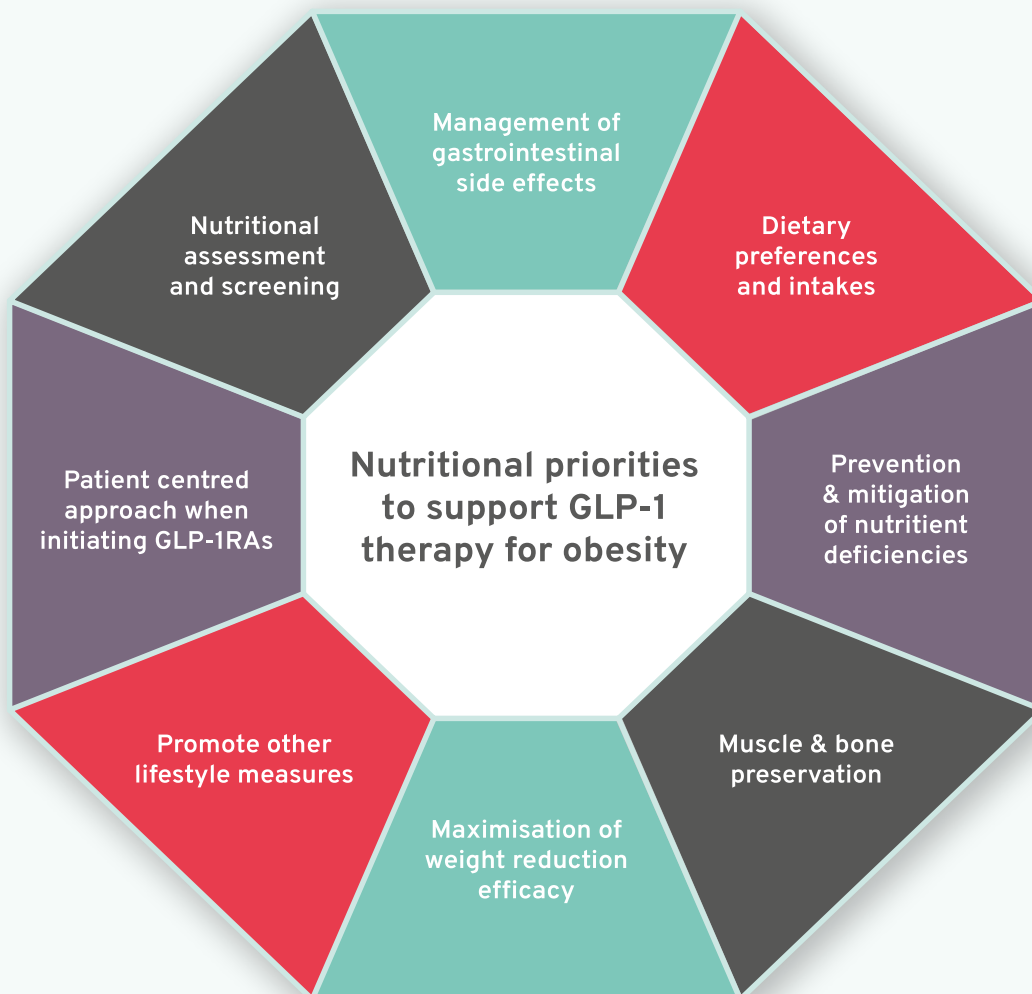 Management of
gastrointestinal
side effects
Dietary
preferences
and intakes
Prevention
& mitigation
of nutritient
deficiencies
Muscle & bone
preservation
Maximisation of
weight reduction
efficacy
Promote other
lifestyle measures
Patient centred
approach when
initiating GLP-1RAs
Nutritional
assessment
and screening
Nutritional priorities
to support GLP-1
therapy for obesity